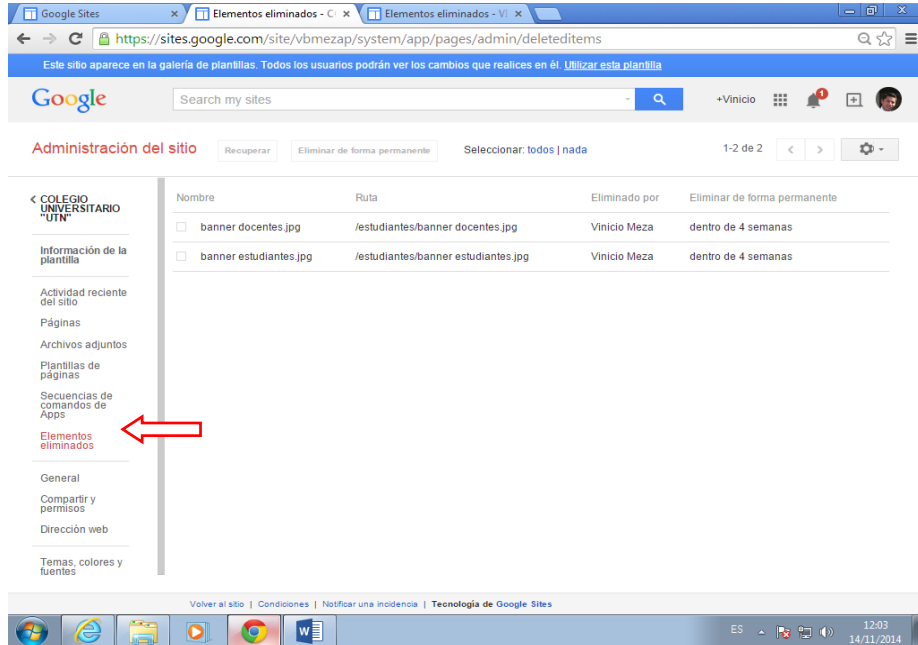 Google Sites
Elementos eliminados - C
Elementos eliminados - VI
https://sites.google.com/site/vbmezap/system/app/pages/admin/deleteditems
Este sitio aparece en la galería de plantillas. Todos los usuarios podrán ver los cambios que realices en él. Utilizar esta plantilla
Google
Search my sites
+Vinicio
1
Administración del sitio
Recuperar
Eliminar de forma permanente
Seleccionar: todos | nada
1-2 de 2
COLEGIO
UNIVERSITARIO
"UTN"
Información de la
plantilla
Actividad reciente
del sitio
Páginas
Archivos adjuntos
Plantillas de
páginas
Secuencias de
comandos de
Apps
Elementos
eliminados
General
Compartir y
permisos
Dirección web
Temas, colores y
fuentes
Nombre Ruta Eliminado por Eliminar de forma permanente
banner docentes.jpg /estudiantes/banner docentes.jpg Vinicio Meza dentro de 4 semanas
banner estudiantes.jpg /estudiantes/banner estudiantes.jpg Vinicio Meza dentro de 4 semanas
Volver al sitio | Condiciones | Notificar una incidencia | Tecnología de Google Sites
ES
12:03
14/11/2014